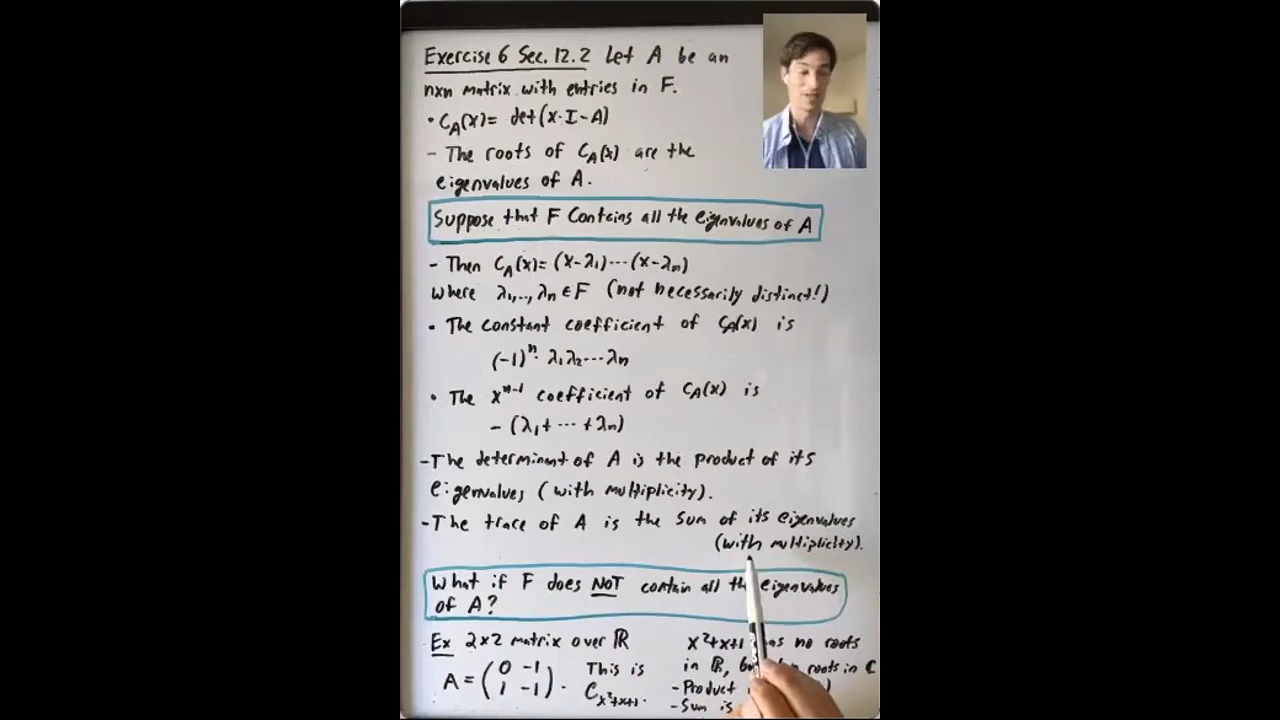 Exercise 6 Sec. 12.2 Let A be an
nxn matrix with entries in F.
• C_A(x) = det(x·I-A)
- The roots of C_A(x) are the
eigenvalues of A.
Suppose that F contains all the eigenvalues of A
- Then C_A(x) = (x-λ₁)···(x-λₙ)
where λ₁,..,λₙ ∈ F (not necessarily distinct!)
• The constant coefficient of C_A(x) is
(-1)ⁿ· λ₁λ₂···λₙ
• The xⁿ⁻¹ coefficient of C_A(x) is
- (λ₁+ ··· +λₙ)
- The determinant of A is the product of its
eigenvalues (with multiplicity).
- The trace of A is the sum of its eigenvalues
(with multiplicity).
What if F does NOT contain all the eigenvalues
of A?
Ex 2x2 matrix over ℝ
A = (0 -1
1 -1). This is
C_x²+x+1.
x²+x+1 has no roots
in ℝ, roots in ℂ
- Product
- Sum is